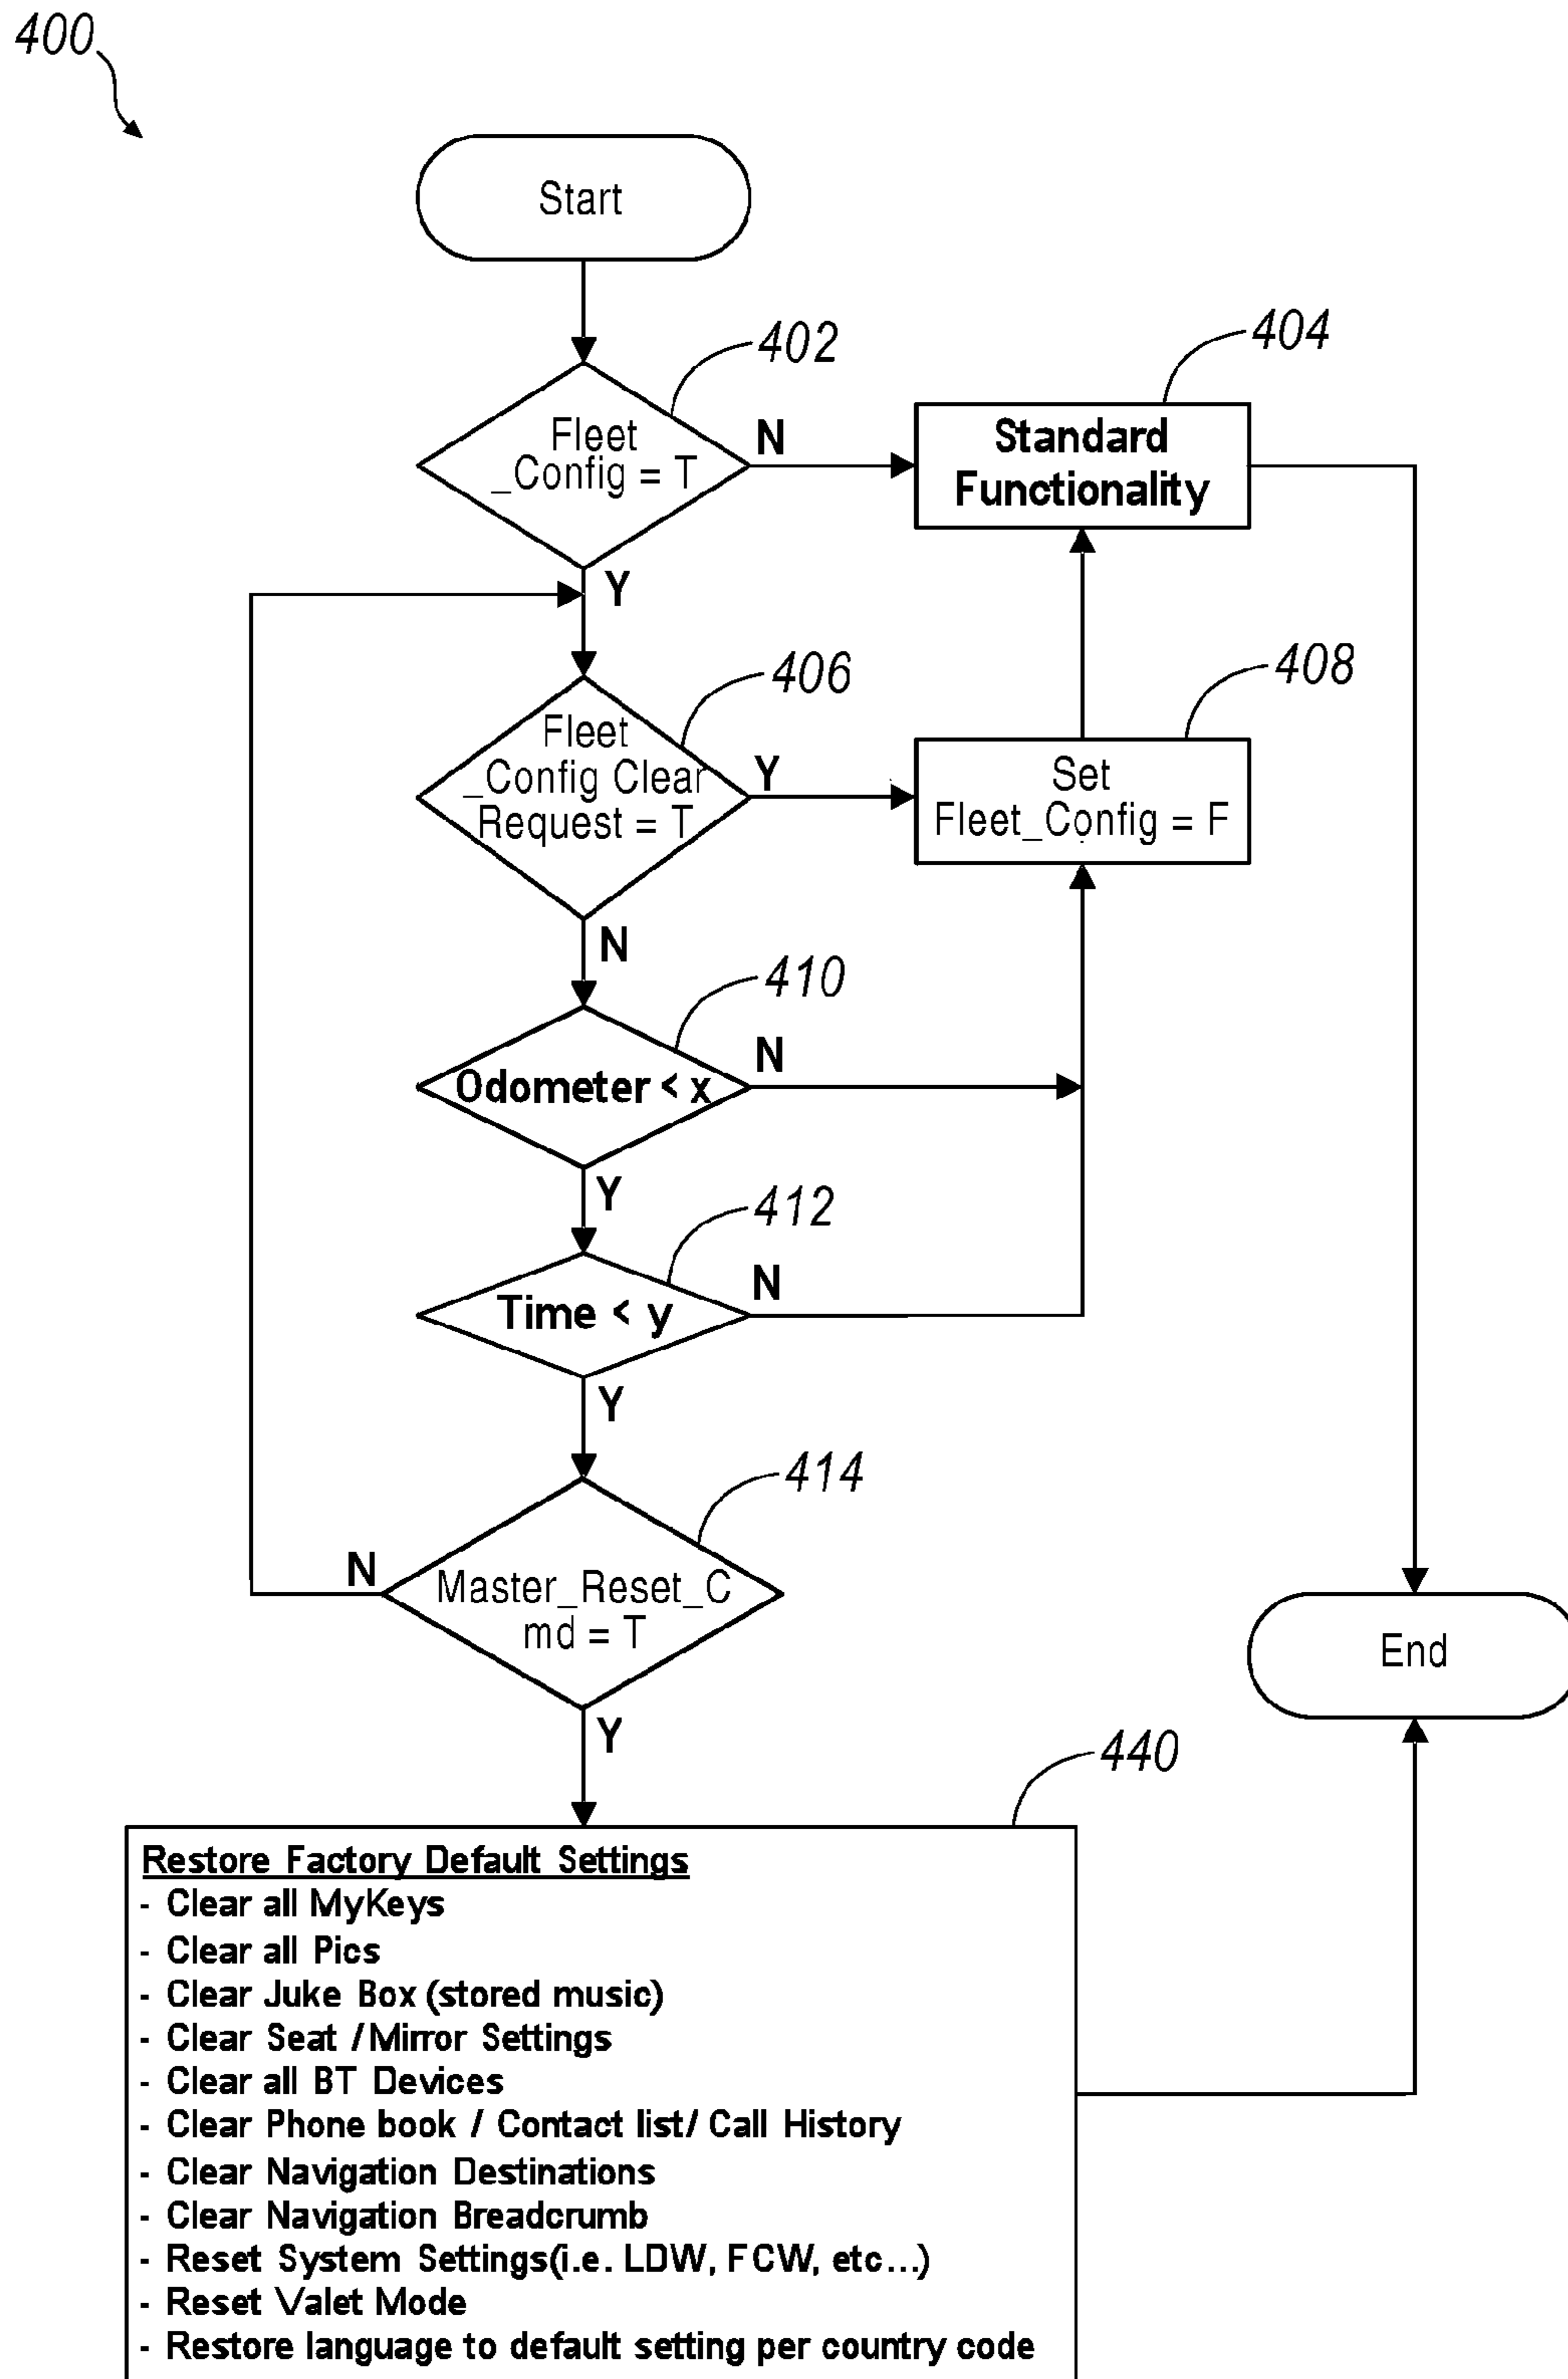 400
Start
402
Fleet
_Config = T
N
404
Standard
Functionality
Y
406
Fleet
_Config Clear
Request = T
Y
408
Set
Fleet_Config = F
N
410
Odometer < x
N
Y
412
Time < y
N
Y
414
N
Master_Reset_C
md = T
End
Y
440
Restore Factory Default Settings
- Clear all MyKeys
- Clear all Pics
- Clear Juke Box (stored music)
- Clear Seat / Mirror Settings
- Clear all BT Devices
- Clear Phone book / Contact list/ Call History
- Clear Navigation Destinations
- Clear Navigation Breadcrumb
- Reset System Settings(i.e. LDW, FCW, etc...)
- Reset Valet Mode
- Restore language to default setting per country code